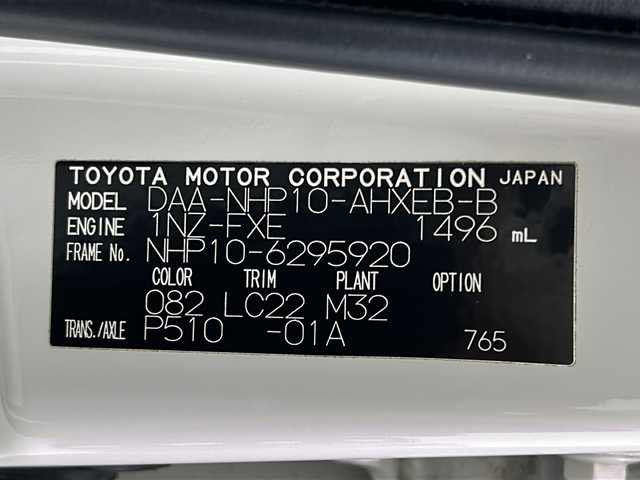 TOYOTA MOTOR CORPORATION JAPAN
MODEL DAA-NHP10-AHXEB-B
ENGINE 1NZ-FXE 1496 mL
FRAME No. NHP10-6295920
COLOR TRIM PLANT OPTION
082 LC22 M32
TRANS./AXLE P510 -01A 765